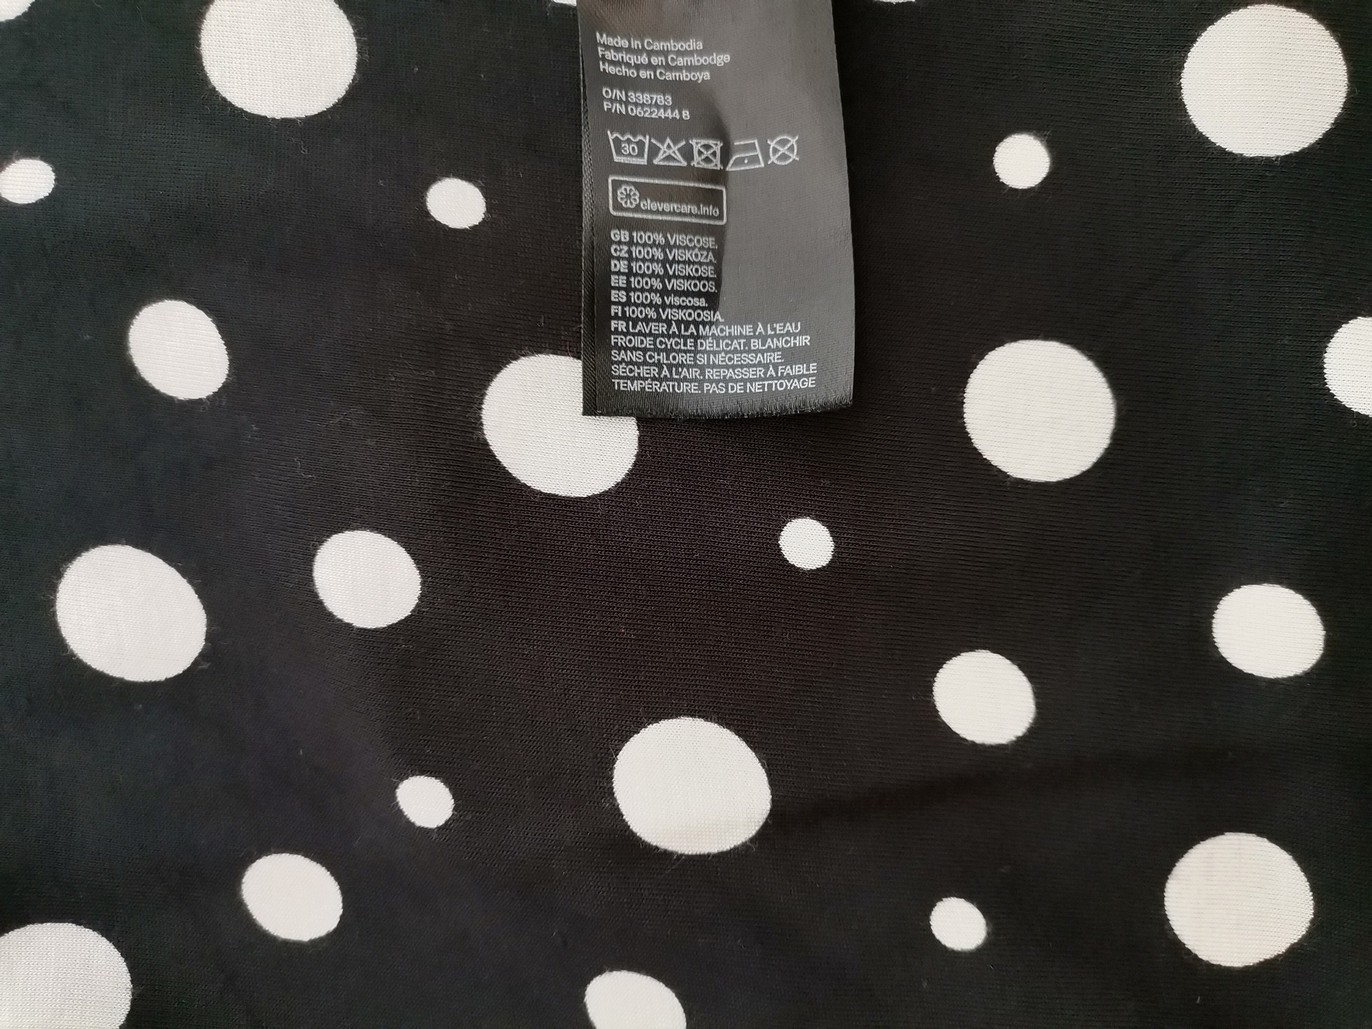 Made in Cambodia
Fabriqué en Cambodge
Hecho en Camboya
O/N 338783
P/N 0622444 B
30
clevercare.info
GB 100% VISCOSE.
CZ 100% VISKÓZA.
DE 100% VISKOSE.
EE 100% VISKOOS.
ES 100% viscosa.
FI 100% VISKOOSIA.
FR LAVER À LA MACHINE À L'EAU
FROIDE CYCLE DÉLICAT. BLANCHIR
SANS CHLORE SI NÉCESSAIRE.
SÉCHER À L'AIR. REPASSER À FAIBLE
TEMPÉRATURE. PAS DE NETTOYAGE